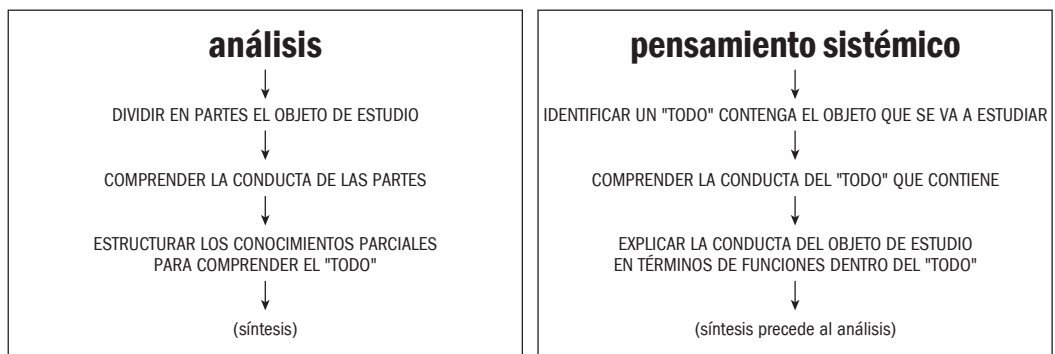 análisis
DIVIDIR EN PARTES EL OBJETO DE ESTUDIO
COMPRENDER LA CONDUCTA DE LAS PARTES
ESTRUCTURAR LOS CONOCIMIENTOS PARCIALES
PARA COMPRENDER EL "TODO"
(síntesis)
pensamiento sistémico
IDENTIFICAR UN "TODO" CONTENGA EL OBJETO QUE SE VA A ESTUDIAR
COMPRENDER LA CONDUCTA DEL "TODO" QUE CONTIENE
EXPLICAR LA CONDUCTA DEL OBJETO DE ESTUDIO
EN TÉRMINOS DE FUNCIONES DENTRO DEL "TODO"
(síntesis precede al análisis)